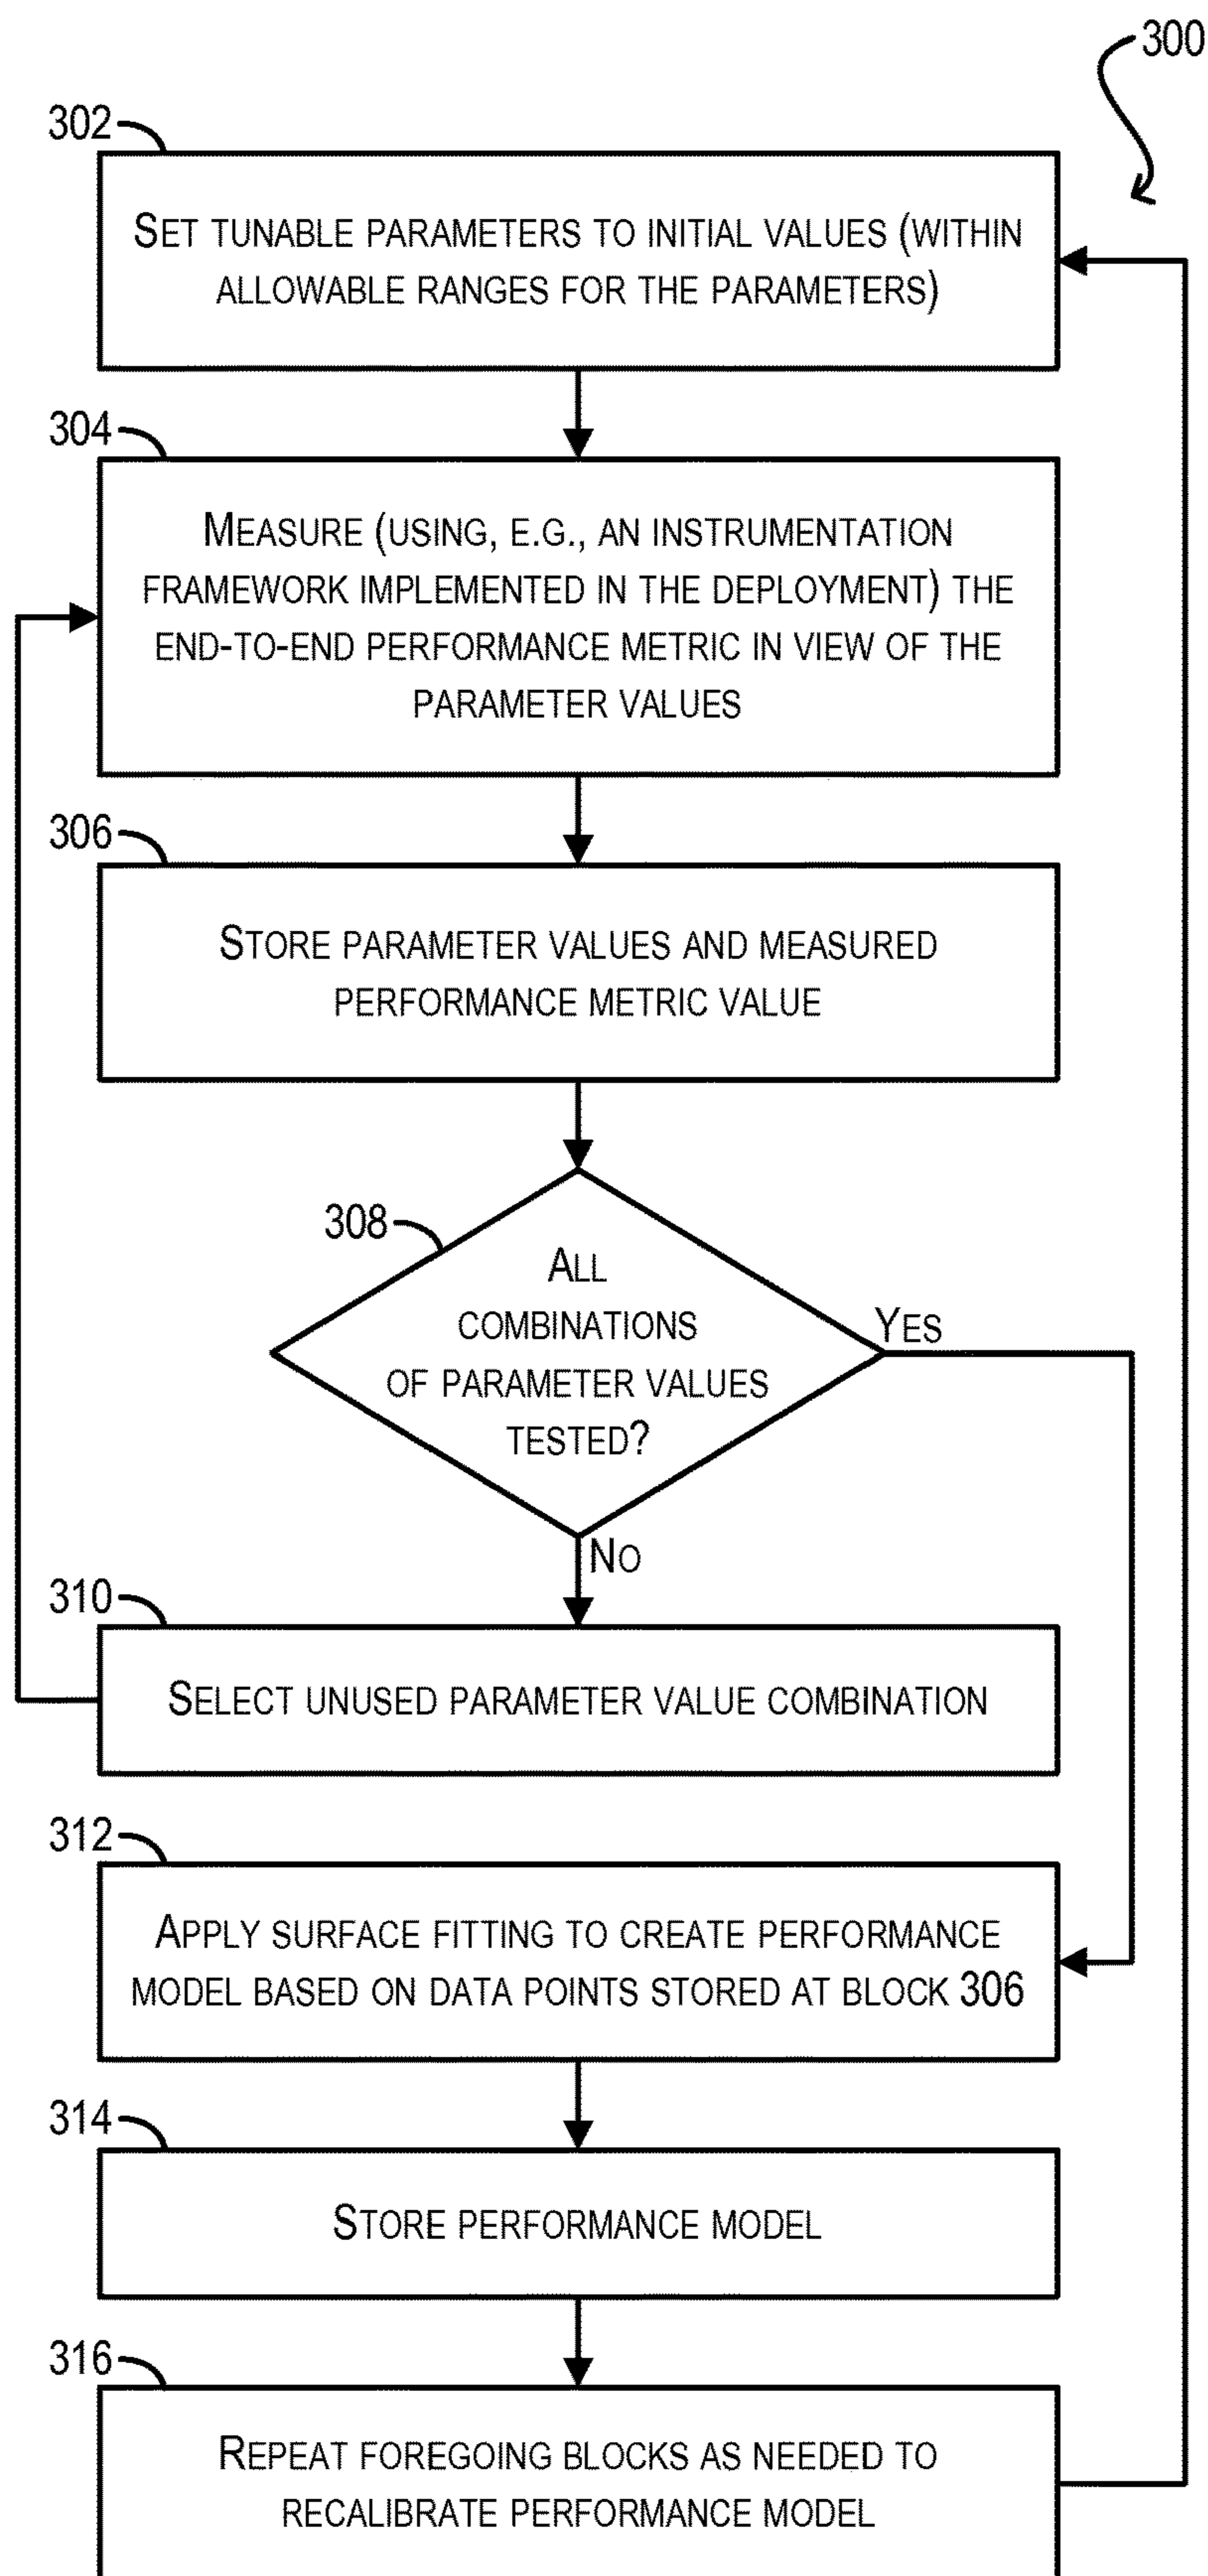 300
302
SET TUNABLE PARAMETERS TO INITIAL VALUES (WITHIN
ALLOWABLE RANGES FOR THE PARAMETERS)
304
MEASURE (USING, E.G., AN INSTRUMENTATION
FRAMEWORK IMPLEMENTED IN THE DEPLOYMENT) THE
END-TO-END PERFORMANCE METRIC IN VIEW OF THE
PARAMETER VALUES
306
STORE PARAMETER VALUES AND MEASURED
PERFORMANCE METRIC VALUE
308
ALL
COMBINATIONS
OF PARAMETER VALUES
TESTED?
YES
NO
310
SELECT UNUSED PARAMETER VALUE COMBINATION
312
APPLY SURFACE FITTING TO CREATE PERFORMANCE
MODEL BASED ON DATA POINTS STORED AT BLOCK 306
314
STORE PERFORMANCE MODEL
316
REPEAT FOREGOING BLOCKS AS NEEDED TO
RECALIBRATE PERFORMANCE MODEL